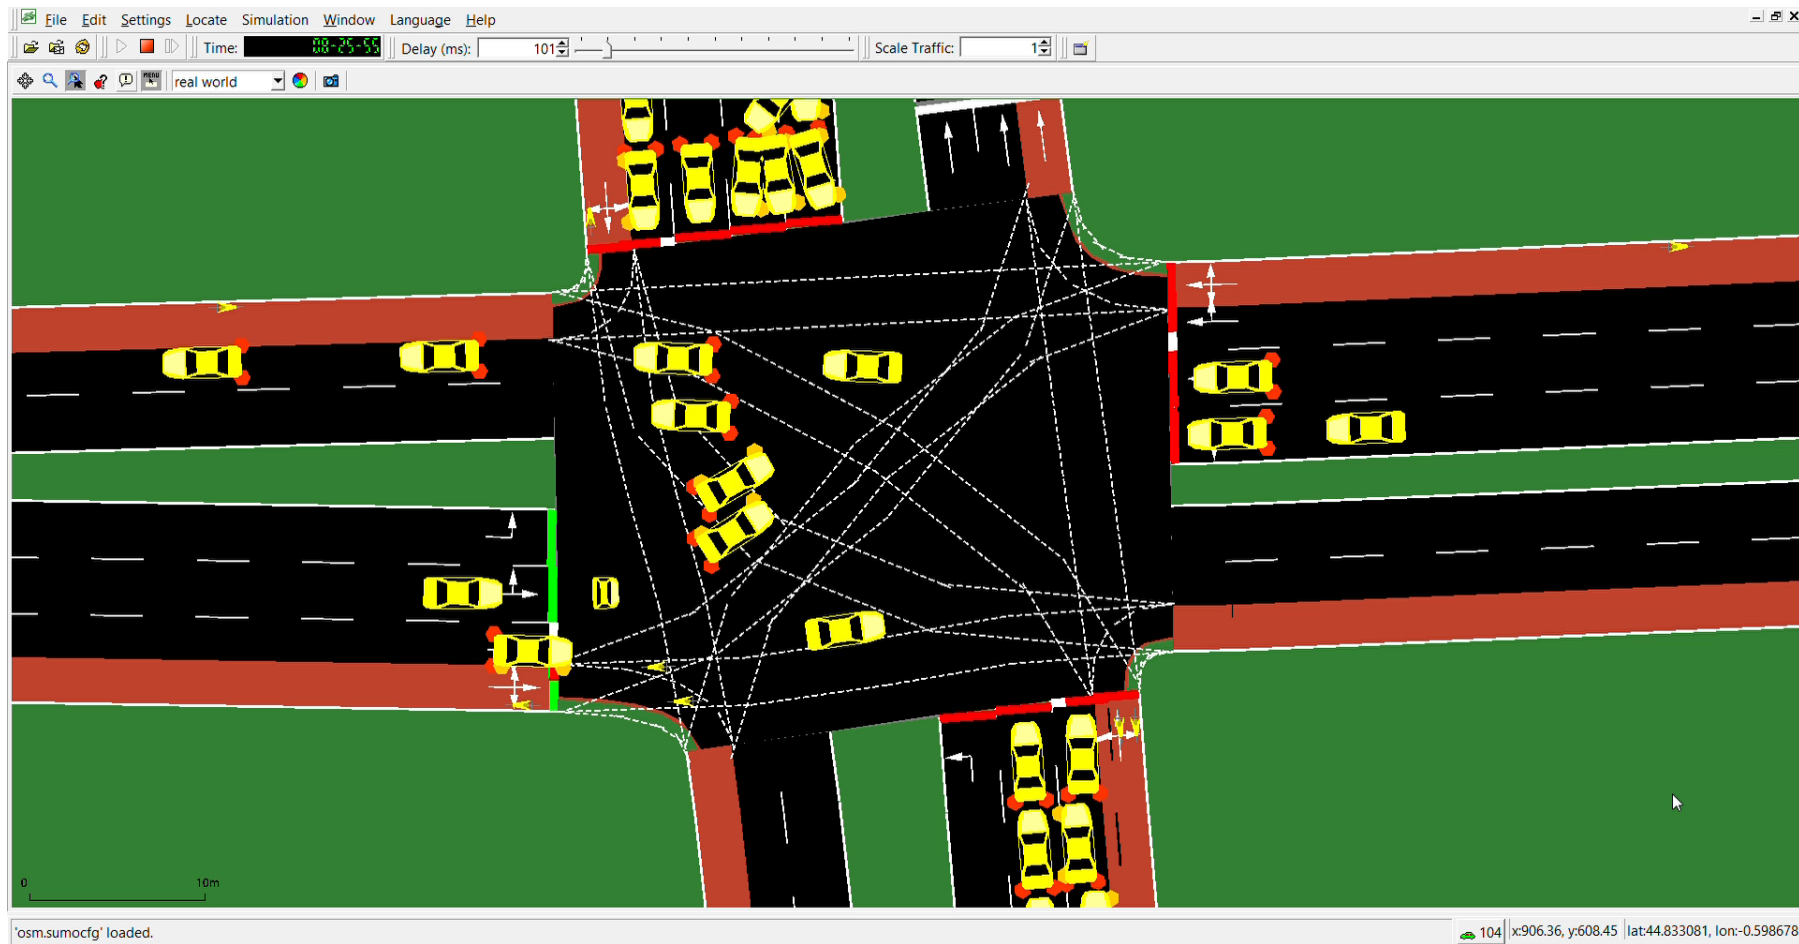 File Edit Settings Locate Simulation Window Language Help
Time: 08-25-55 Delay (ms): 101 Scale Traffic: 1
MENU real world
0 10m
'osm.sumocfg' loaded. 104 x:906.36, y:608.45 lat:44.833081, lon:-0.598678